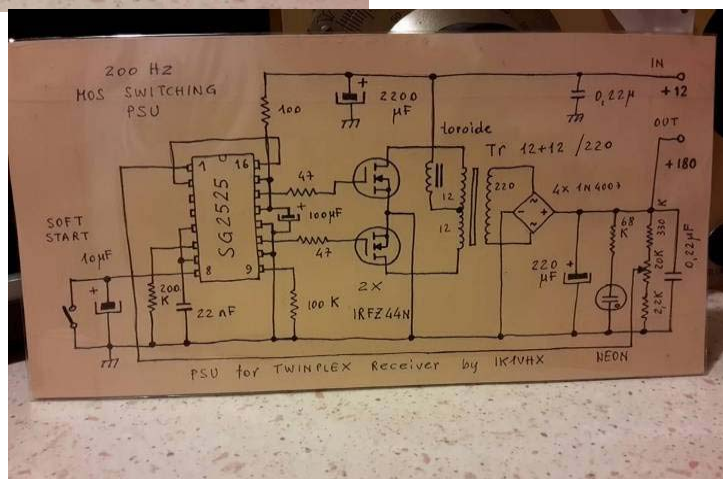 200 Hz
MOS SWITCHING
PSU
100
+
2200
µF
IN
+12
0,22µ
OUT
+180
toroide
Tr 12+12 /220
1
16
SG2525
8
9
47
+
100µF
47
12
12
220
4x 1N4007
~
~
-
+
SOFT
START
10µF
+
200
K
22 nF
100 K
2X
IRFZ44N
220
µF
+
68
K
330
K
20K
2,2K
0,22µF
NEON
PSU for TWINPLEX Receiver by IK1VHX